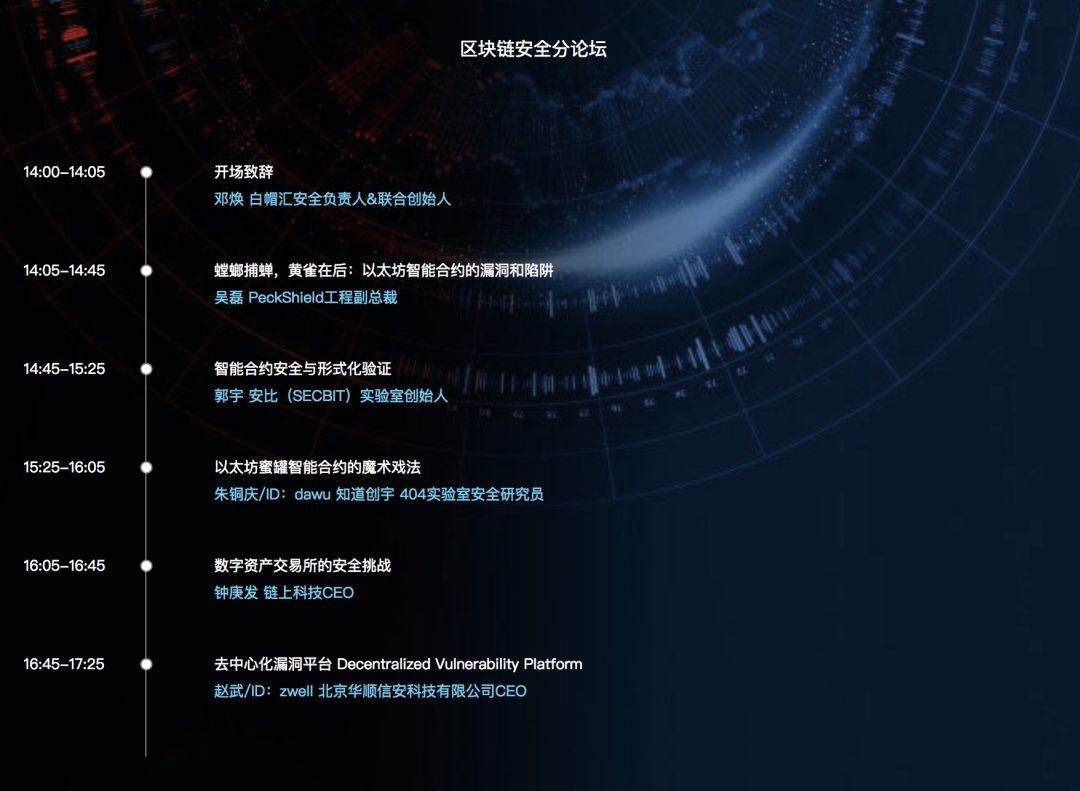 区块链安全分论坛
14:00-14:05
开场致辞
邓焕 白帽汇安全负责人&联合创始人
14:05-14:45
螳螂捕蝉，黄雀在后：以太坊智能合约的漏洞和陷阱
吴磊 PeckShield工程副总裁
14:45-15:25
智能合约安全与形式化验证
郭宇 安比（SECBIT）实验室创始人
15:25-16:05
以太坊蜜罐智能合约的魔术戏法
朱铜庆/ID：dawu 知道创宇 404实验室安全研究员
16:05-16:45
数字资产交易所的安全挑战
钟庚发 链上科技CEO
16:45-17:25
去中心化漏洞平台 Decentralized Vulnerability Platform
赵武/ID：zwell 北京华顺信安科技有限公司CEO